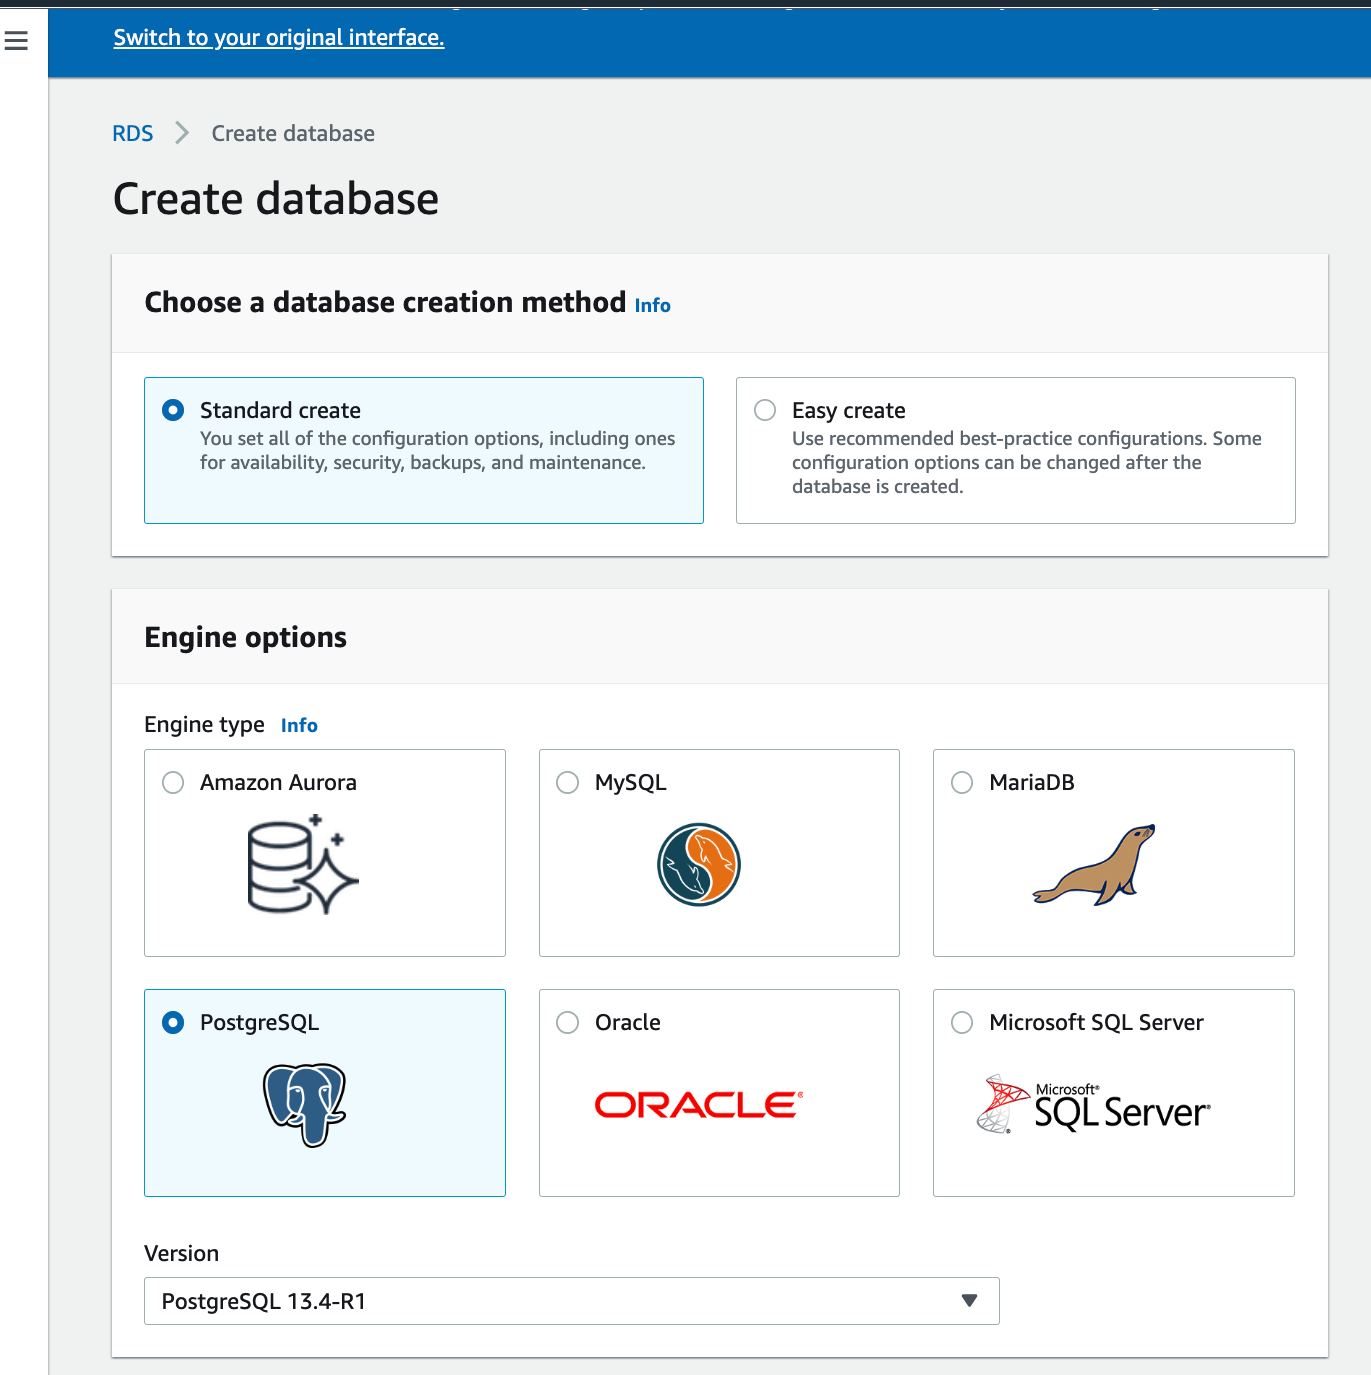 Switch to your original interface.
RDS > Create database
Create database
Choose a database creation method Info
Standard create
You set all of the configuration options, including ones
for availability, security, backups, and maintenance.
Easy create
Use recommended best-practice configurations. Some
configuration options can be changed after the
database is created.
Engine options
Engine type Info
Amazon Aurora
MySQL
MariaDB
PostgreSQL
Oracle
ORACLE®
Microsoft SQL Server
Microsoft®
SQL Server®
Version
PostgreSQL 13.4-R1